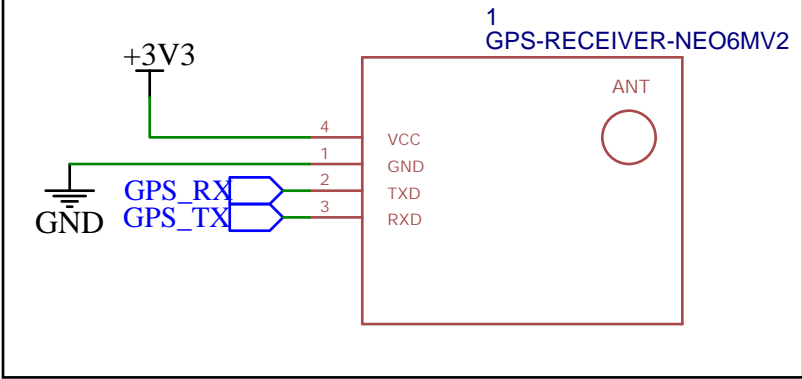 1
GPS-RECEIVER-NEO6MV2
+3V3
ANT
4
VCC
1
GND
GPS_RX
2
TXD
GND
GPS_TX
3
RXD